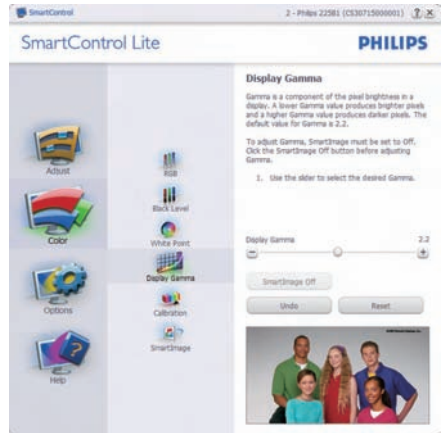 SmartControl
2 - Philips 225B1 (CS30715000001)
SmartControl Lite
PHILIPS
Adjust
Color
Options
Help
RGB
Black Level
White Point
Display Gamma
Calibration
SmartImage
Display Gamma
Gamma is a component of the pixel brightness in a
display. A lower Gamma value produces brighter pixels
and a higher Gamma value produces darker pixels. The
default value for Gamma is 2.2.
To adjust Gamma, SmartImage must be set to Off.
Click the SmartImage Off button before adjusting
Gamma.
1. Use the slider to select the desired Gamma.
Display Gamma 2.2
SmartImage Off
Undo Reset